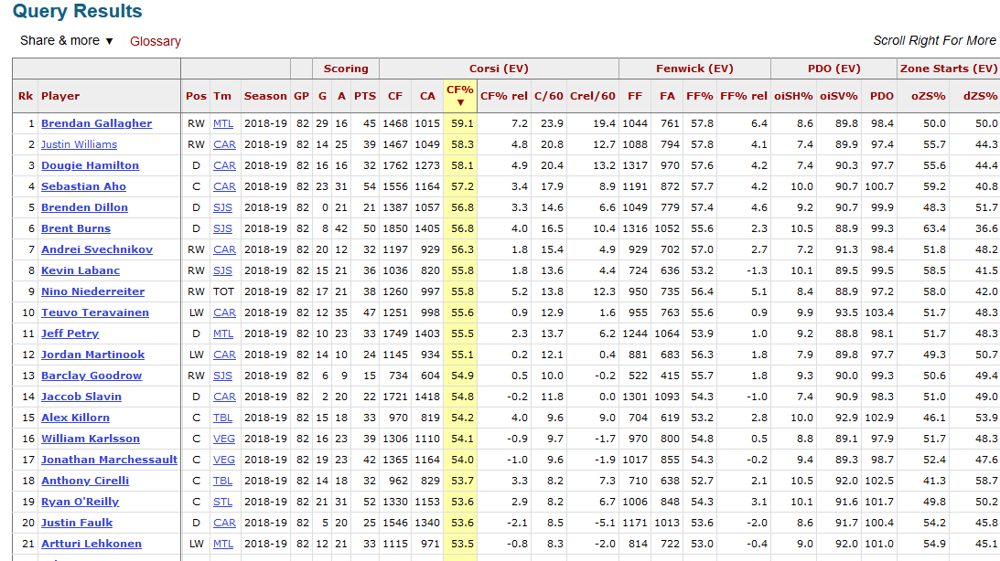 Query Results
Share & more ▼ Glossary Scroll Right For More
Scoring Corsi (EV) Fenwick (EV) PDO (EV) Zone Starts (EV)
Rk Player Pos Tm Season GP G A PTS CF CA CF% ▼ CF% rel C/60 Crel/60 FF FA FF% FF% rel oiSH% oiSV% PDO oZS% dZS%
1 Brendan Gallagher RW MTL 2018-19 82 29 16 45 1468 1015 59.1 7.2 23.9 19.4 1044 761 57.8 6.4 8.6 89.8 98.4 50.0 50.0
2 Justin Williams RW CAR 2018-19 82 14 25 39 1467 1049 58.3 4.8 20.8 12.7 1088 794 57.8 4.1 7.4 89.9 97.4 55.7 44.3
3 Dougie Hamilton D CAR 2018-19 82 16 16 32 1762 1273 58.1 4.9 20.4 13.2 1317 970 57.6 4.2 7.4 90.3 97.7 55.6 44.4
4 Sebastian Aho C CAR 2018-19 82 23 31 54 1556 1164 57.2 3.4 17.9 8.9 1191 872 57.7 4.2 10.0 90.7 100.7 59.2 40.8
5 Brenden Dillon D SJS 2018-19 82 0 21 21 1387 1057 56.8 3.3 14.6 6.6 1049 779 57.4 4.6 9.2 90.7 99.9 48.3 51.7
6 Brent Burns D SJS 2018-19 82 8 42 50 1850 1405 56.8 4.0 16.5 10.4 1316 1052 55.6 2.3 10.5 88.9 99.3 63.4 36.6
7 Andrei Svechnikov RW CAR 2018-19 82 20 12 32 1197 929 56.3 1.8 15.4 4.9 929 702 57.0 2.7 7.2 91.3 98.4 51.8 48.2
8 Kevin Labanc RW SJS 2018-19 82 15 21 36 1036 820 55.8 1.8 13.6 4.4 724 636 53.2 -1.3 10.1 89.5 99.5 58.5 41.5
9 Nino Niederreiter RW TOT 2018-19 82 17 21 38 1260 997 55.8 5.2 13.8 12.3 950 735 56.4 5.1 8.4 88.9 97.2 58.0 42.0
10 Teuvo Teravainen LW CAR 2018-19 82 12 35 47 1251 998 55.6 0.9 12.9 1.6 955 763 55.6 0.9 9.9 93.5 103.4 51.7 48.3
11 Jeff Petry D MTL 2018-19 82 10 23 33 1749 1403 55.5 2.3 13.7 6.2 1244 1064 53.9 1.0 9.2 88.8 98.1 51.7 48.3
12 Jordan Martinook LW CAR 2018-19 82 14 10 24 1145 934 55.1 0.2 12.1 0.4 881 683 56.3 1.8 7.9 89.8 97.7 49.3 50.7
13 Barclay Goodrow RW SJS 2018-19 82 6 9 15 734 604 54.9 0.5 10.0 -0.2 522 415 55.7 1.8 9.3 90.0 99.3 50.6 49.4
14 Jaccob Slavin D CAR 2018-19 82 2 20 22 1721 1418 54.8 -0.2 11.8 0.0 1301 1093 54.3 -1.0 7.4 90.9 98.3 51.0 49.0
15 Alex Killorn C TBL 2018-19 82 15 18 33 970 819 54.2 4.0 9.6 9.0 704 619 53.2 2.8 10.0 92.9 102.9 46.1 53.9
16 William Karlsson C VEG 2018-19 82 16 23 39 1306 1110 54.1 -0.9 9.7 -1.7 970 800 54.8 0.5 8.8 89.1 97.9 51.7 48.3
17 Jonathan Marchessault C VEG 2018-19 82 19 23 42 1365 1164 54.0 -1.0 9.6 -1.9 1017 855 54.3 -0.2 9.4 89.3 98.7 52.4 47.6
18 Anthony Cirelli C TBL 2018-19 82 14 18 32 962 829 53.7 3.3 8.2 7.3 710 638 52.7 2.1 10.5 92.0 102.5 41.3 58.7
19 Ryan O'Reilly C STL 2018-19 82 21 31 52 1330 1153 53.6 2.9 8.2 6.7 1006 848 54.3 3.1 10.1 91.6 101.7 49.8 50.2
20 Justin Faulk D CAR 2018-19 82 5 20 25 1546 1340 53.6 -2.1 8.5 -5.1 1171 1013 53.6 -2.0 8.6 91.7 100.4 54.2 45.8
21 Artturi Lehkonen LW MTL 2018-19 82 12 21 33 1115 971 53.5 -0.8 8.3 -2.0 814 722 53.0 -0.4 9.0 92.0 101.0 54.9 45.1